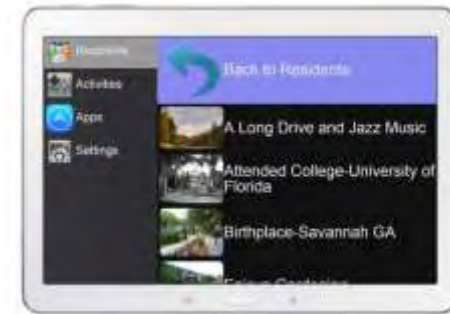 Residents
Activities
Apps
Settings
Back to Residents
A Long Drive and Jazz Music
Attended College-University of
Florida
Birthplace-Savannah GA